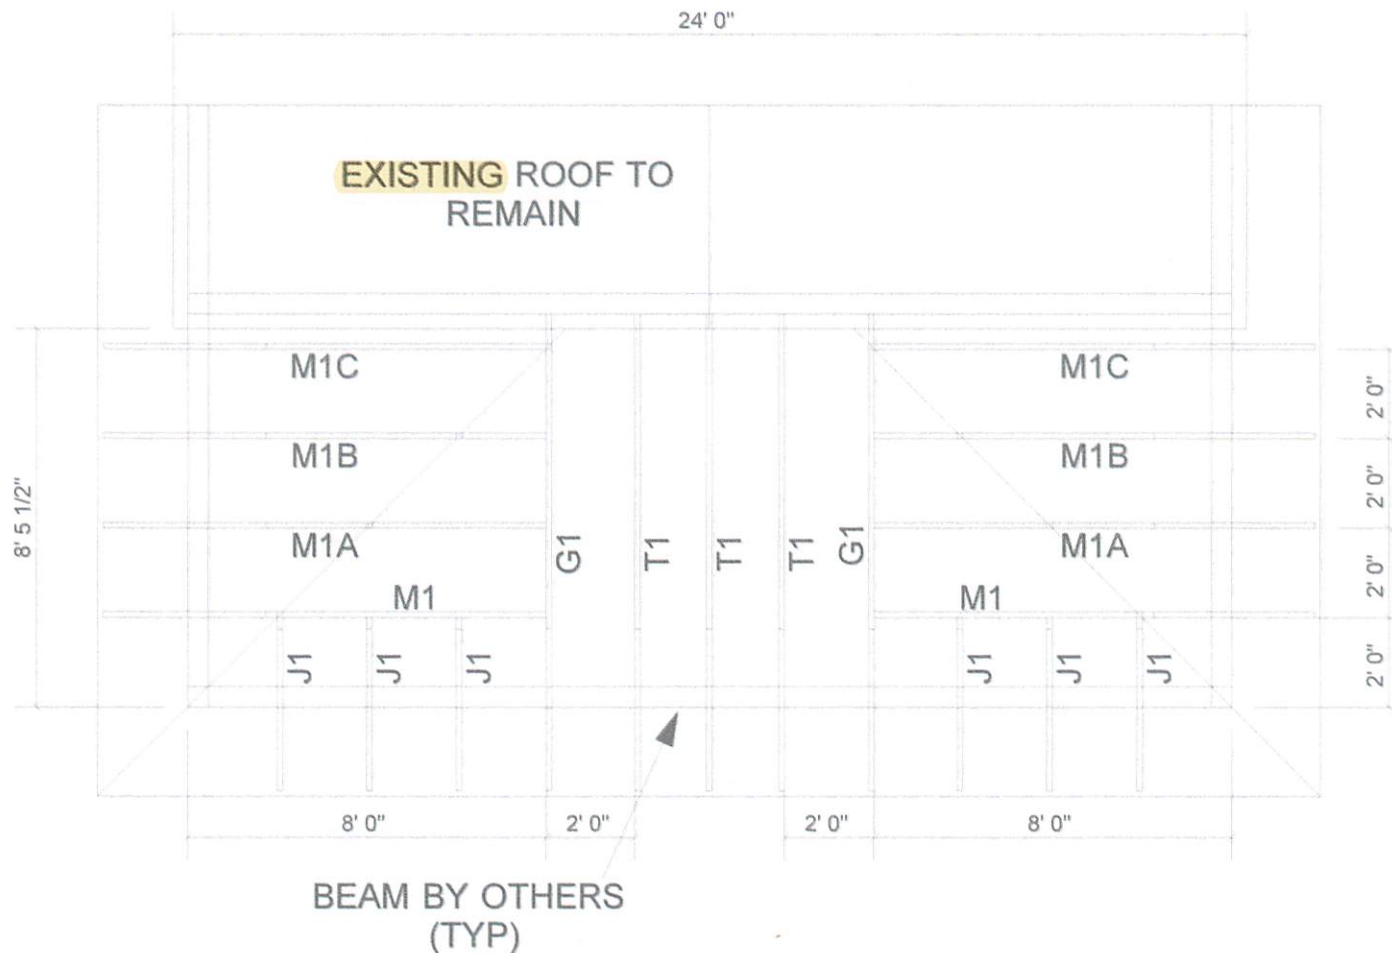 24' 0"
EXISTING ROOF TO
REMAIN
M1C
M1C
2' 0"
M1B
M1B
2' 0"
8' 5 1/2"
M1A
G1
T1
T1
T1
G1
M1A
2' 0"
M1
M1
J1
J1
J1
J1
J1
J1
2' 0"
8' 0"
2' 0"
2' 0"
8' 0"
BEAM BY OTHERS
(TYP)